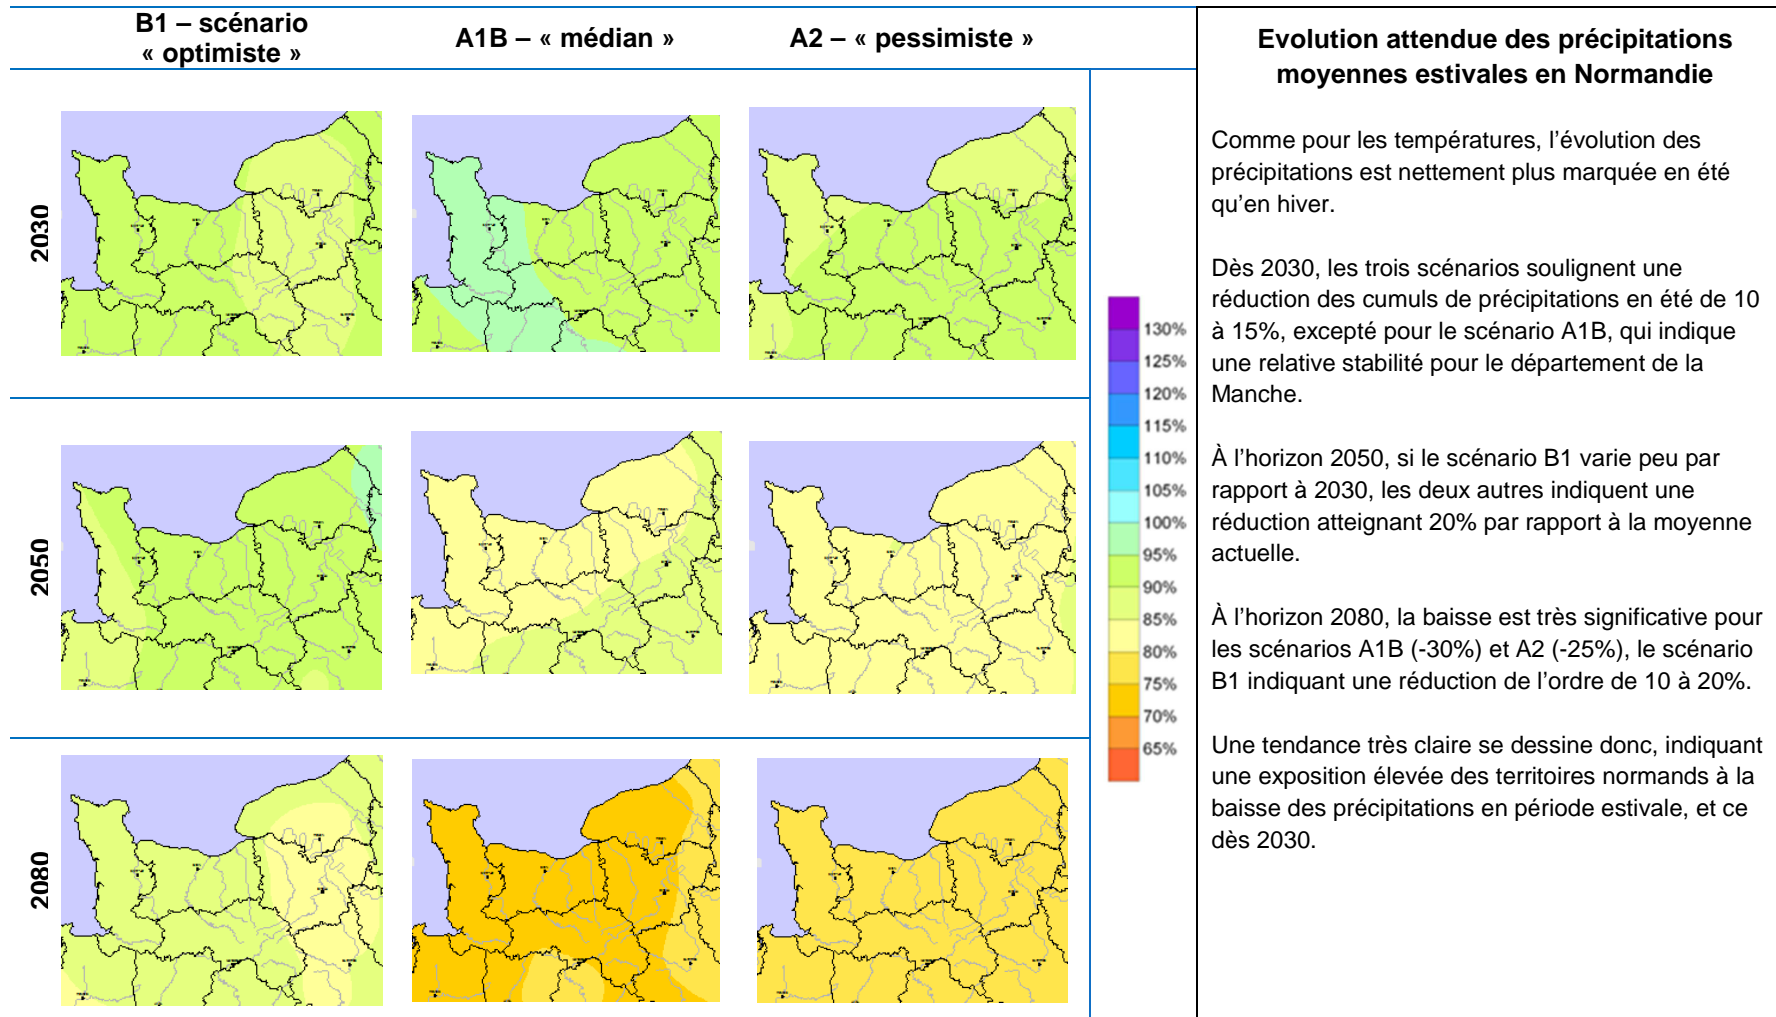 B1 – scénario
« optimiste »
A1B – « médian »
A2 – « pessimiste »
2030
2050
2080
130%
125%
120%
115%
110%
105%
100%
95%
90%
85%
80%
75%
70%
65%
Evolution attendue des précipitations
moyennes estivales en Normandie
Comme pour les températures, l’évolution des
précipitations est nettement plus marquée en été
qu’en hiver.
Dès 2030, les trois scénarios soulignent une
réduction des cumuls de précipitations en été de 10
à 15%, excepté pour le scénario A1B, qui indique
une relative stabilité pour le département de la
Manche.
À l’horizon 2050, si le scénario B1 varie peu par
rapport à 2030, les deux autres indiquent une
réduction atteignant 20% par rapport à la moyenne
actuelle.
À l’horizon 2080, la baisse est très significative pour
les scénarios A1B (-30%) et A2 (-25%), le scénario
B1 indiquant une réduction de l’ordre de 10 à 20%.
Une tendance très claire se dessine donc, indiquant
une exposition élevée des territoires normands à la
baisse des précipitations en période estivale, et ce
dès 2030.